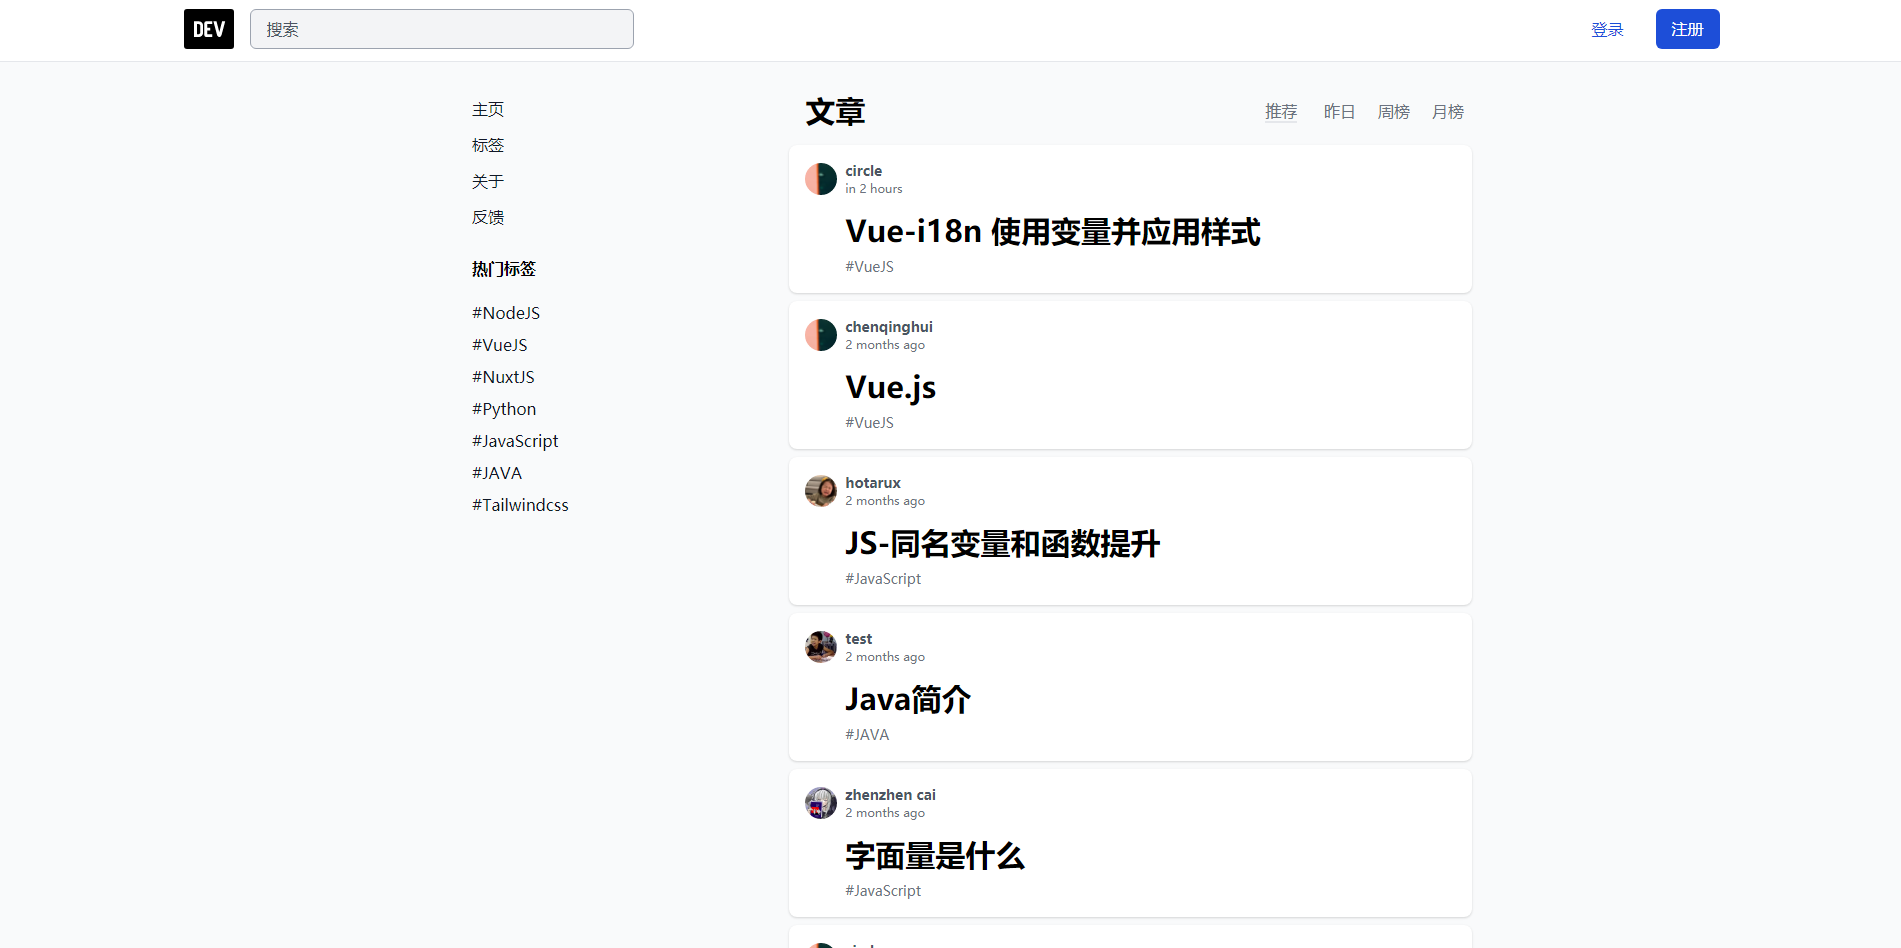 DEV
搜索
登录
注册
主页
标签
关于
反馈
热门标签
#NodeJS
#VueJS
#NuxtJS
#Python
#JavaScript
#JAVA
#Tailwindcss
文章
推荐 昨日 周榜 月榜
circle
in 2 hours
Vue-i18n 使用变量并应用样式
#VueJS
chenqinghui
2 months ago
Vue.js
#VueJS
hotarux
2 months ago
JS-同名变量和函数提升
#JavaScript
test
2 months ago
Java简介
#JAVA
zhenzhen cai
2 months ago
字面量是什么
#JavaScript